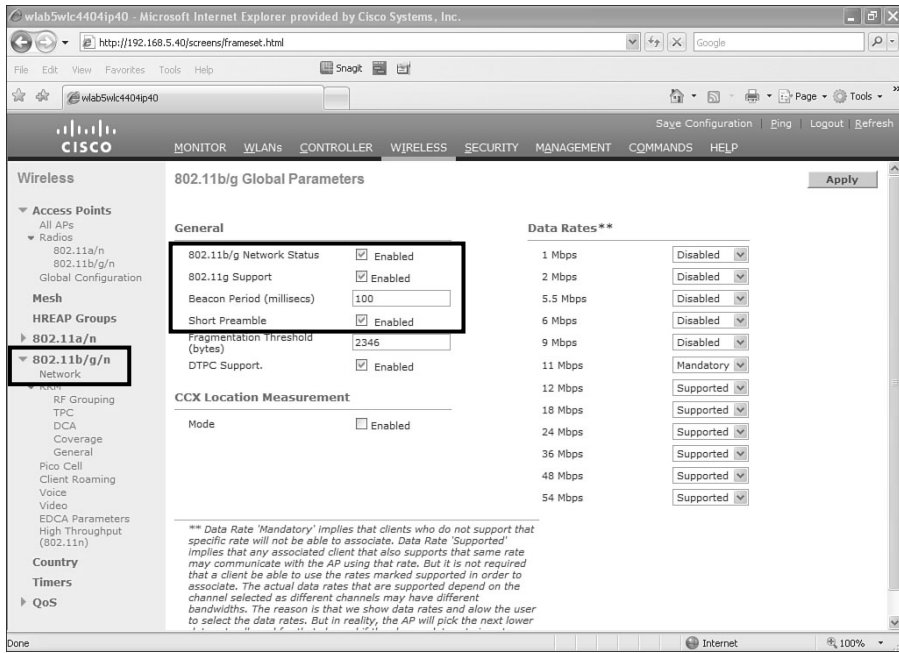 wlab5wlc4404ip40 - Microsoft Internet Explorer provided by Cisco Systems, Inc.
http://192.168.5.40/screens/frameset.html
Google
File Edit View Favorites Tools Help
Snagit
wlab5wlc4404ip40
Page
Tools
Save Configuration | Ping | Logout | Refresh
CISCO
MONITOR WLANs CONTROLLER WIRELESS SECURITY MANAGEMENT COMMANDS HELP
Wireless
Access Points
All APs
Radios
802.11a/n
802.11b/g/n
Global Configuration
Mesh
HREAP Groups
802.11a/n
802.11b/g/n
Network
RRM
RF Grouping
TPC
DCA
Coverage
General
Pico Cell
Client Roaming
Voice
Video
EDCA Parameters
High Throughput
(802.11n)
Country
Timers
QoS
802.11b/g Global Parameters
Apply
General
802.11b/g Network Status Enabled
802.11g Support Enabled
Beacon Period (millisecs) 100
Short Preamble Enabled
Fragmentation Threshold
(bytes) 2346
DTPC Support. Enabled
CCX Location Measurement
Mode Enabled
Data Rates**
1 Mbps Disabled
2 Mbps Disabled
5.5 Mbps Disabled
6 Mbps Disabled
9 Mbps Disabled
11 Mbps Mandatory
12 Mbps Supported
18 Mbps Supported
24 Mbps Supported
36 Mbps Supported
48 Mbps Supported
54 Mbps Supported
** Data Rate 'Mandatory' implies that clients who do not support that
specific rate will not be able to associate. Data Rate 'Supported'
implies that any associated client that also supports that same rate
may communicate with the AP using that rate. But it is not required
that a client be able to use the rates marked supported in order to
associate. The actual data rates that are supported depend on the
channel selected as different channels may have different
bandwidths. The reason is that we show data rates and alow the user
to select the data rates. But in reality, the AP will pick the next lower
Done
Internet
100%